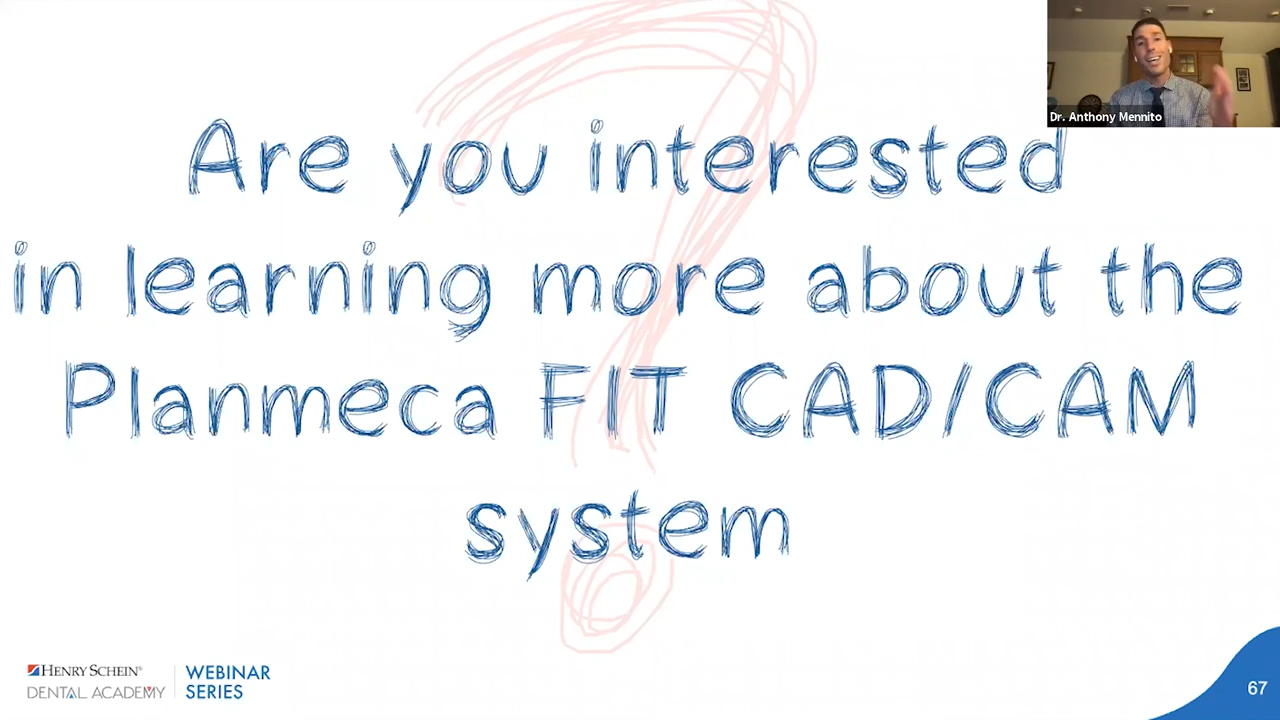 Dr. Anthony Mennito
Are you interested
in learning more about the
Planmeca FIT CAD/CAM
system
?
HENRY SCHEIN®
DENTAL ACADEMY
WEBINAR
SERIES
67